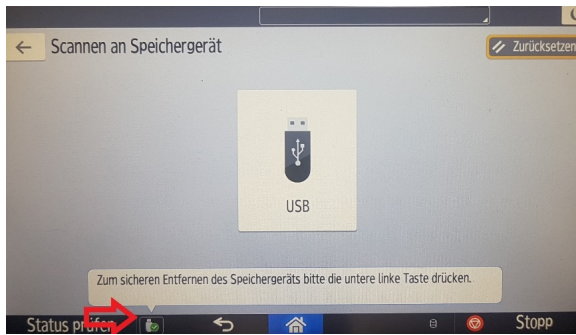 Scannen an Speichergerät
Zurücksetzen
USB
Zum sicheren Entfernen des Speichergeräts bitte die untere linke Taste drücken.
Status prüfen
Stopp